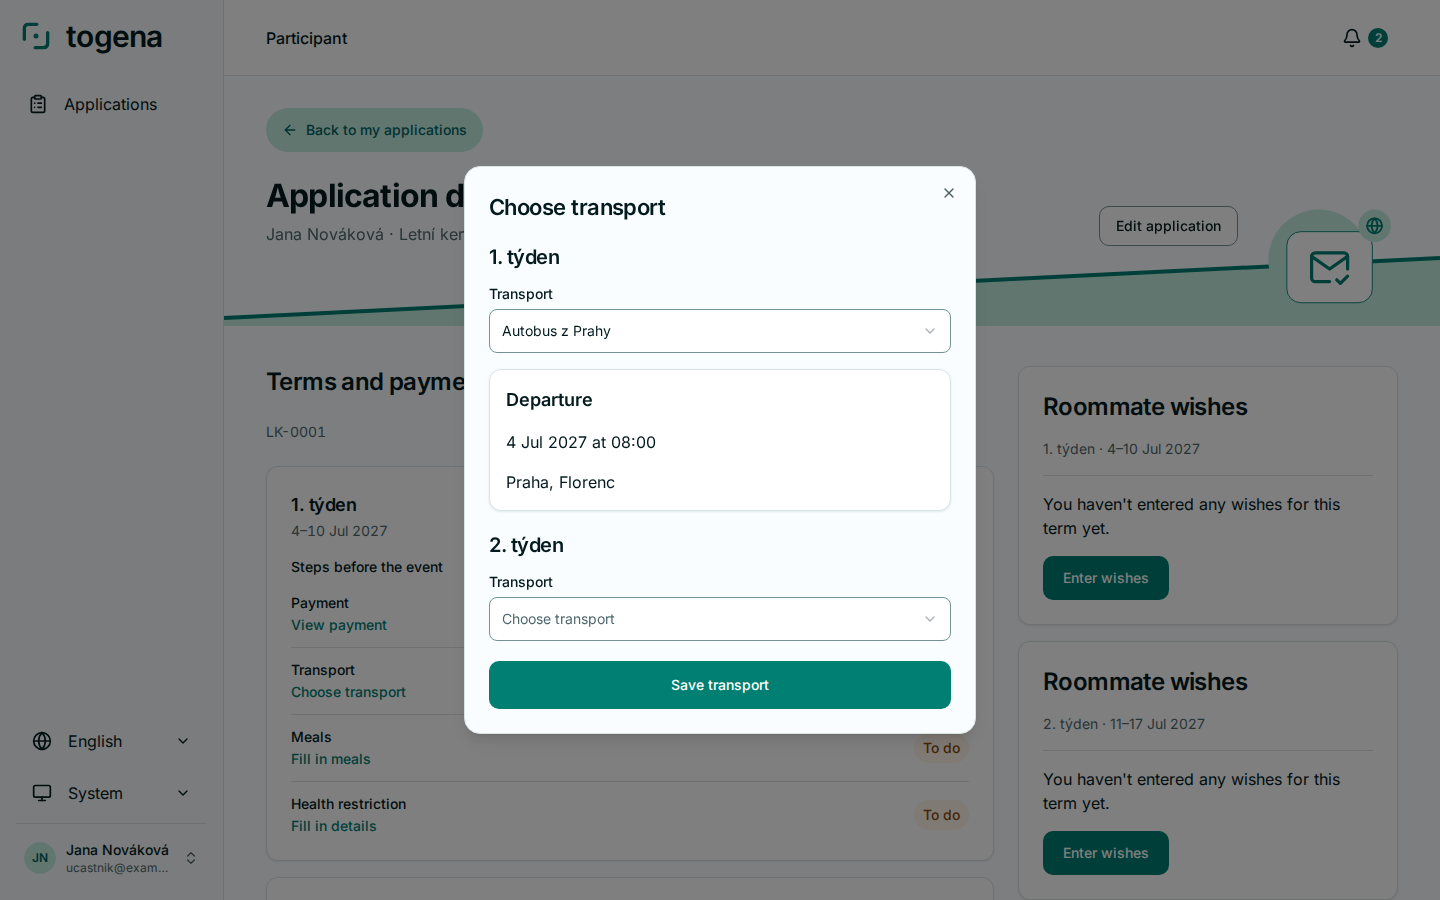 togena
Participant
2
Applications
Back to my applications
Application d
Jana Nováková · Letní ker
Edit application
Choose transport
1. týden
Transport
Autobus z Prahy
Departure
4 Jul 2027 at 08:00
Praha, Florenc
2. týden
Transport
Choose transport
Save transport
Terms and payme
LK-0001
1. týden
4–10 Jul 2027
Steps before the event
Payment
View payment
Transport
Choose transport
Meals
Fill in meals
To do
Health restriction
Fill in details
To do
Roommate wishes
1. týden · 4–10 Jul 2027
You haven't entered any wishes for this
term yet.
Enter wishes
Roommate wishes
2. týden · 11–17 Jul 2027
You haven't entered any wishes for this
term yet.
Enter wishes
English
System
JN
Jana Nováková
ucastnik@exam...